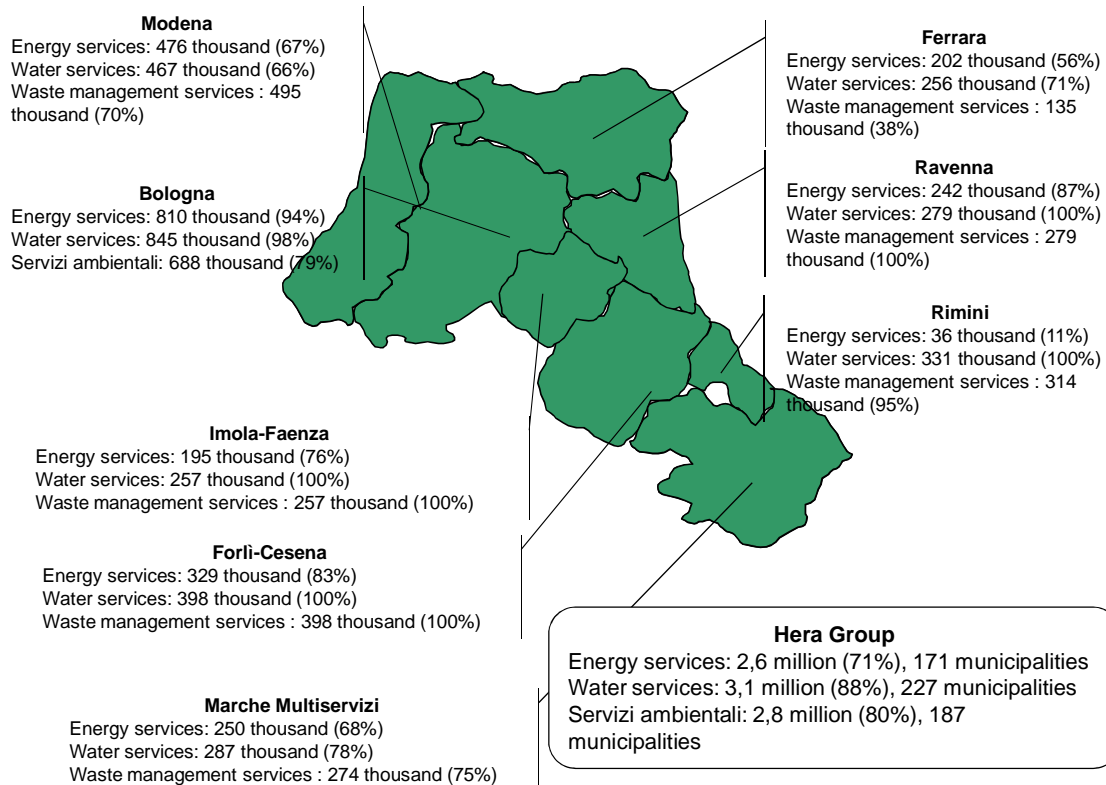 Modena
Energy services: 476 thousand (67%)
Water services: 467 thousand (66%)
Waste management services : 495
thousand (70%)
Bologna
Energy services: 810 thousand (94%)
Water services: 845 thousand (98%)
Servizi ambientali: 688 thousand (79%)
Imola-Faenza
Energy services: 195 thousand (76%)
Water services: 257 thousand (100%)
Waste management services : 257 thousand (100%)
Forlì-Cesena
Energy services: 329 thousand (83%)
Water services: 398 thousand (100%)
Waste management services : 398 thousand (100%)
Marche Multiservizi
Energy services: 250 thousand (68%)
Water services: 287 thousand (78%)
Waste management services : 274 thousand (75%)
Ferrara
Energy services: 202 thousand (56%)
Water services: 256 thousand (71%)
Waste management services : 135
thousand (38%)
Ravenna
Energy services: 242 thousand (87%)
Water services: 279 thousand (100%)
Waste management services : 279
thousand (100%)
Rimini
Energy services: 36 thousand (11%)
Water services: 331 thousand (100%)
Waste management services : 314
thousand (95%)
Hera Group
Energy services: 2,6 million (71%), 171 municipalities
Water services: 3,1 million (88%), 227 municipalities
Servizi ambientali: 2,8 million (80%), 187
municipalities